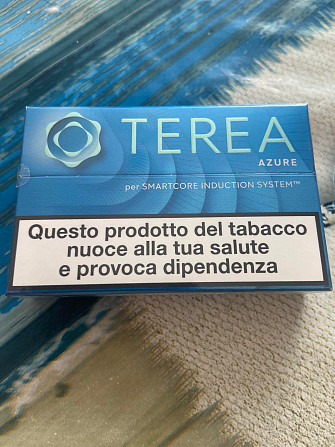 TEREA
AZURE
per SMARTCORE INDUCTION SYSTEM™
Questo prodotto del tabacco
nuoce alla tua salute
e provoca dipendenza